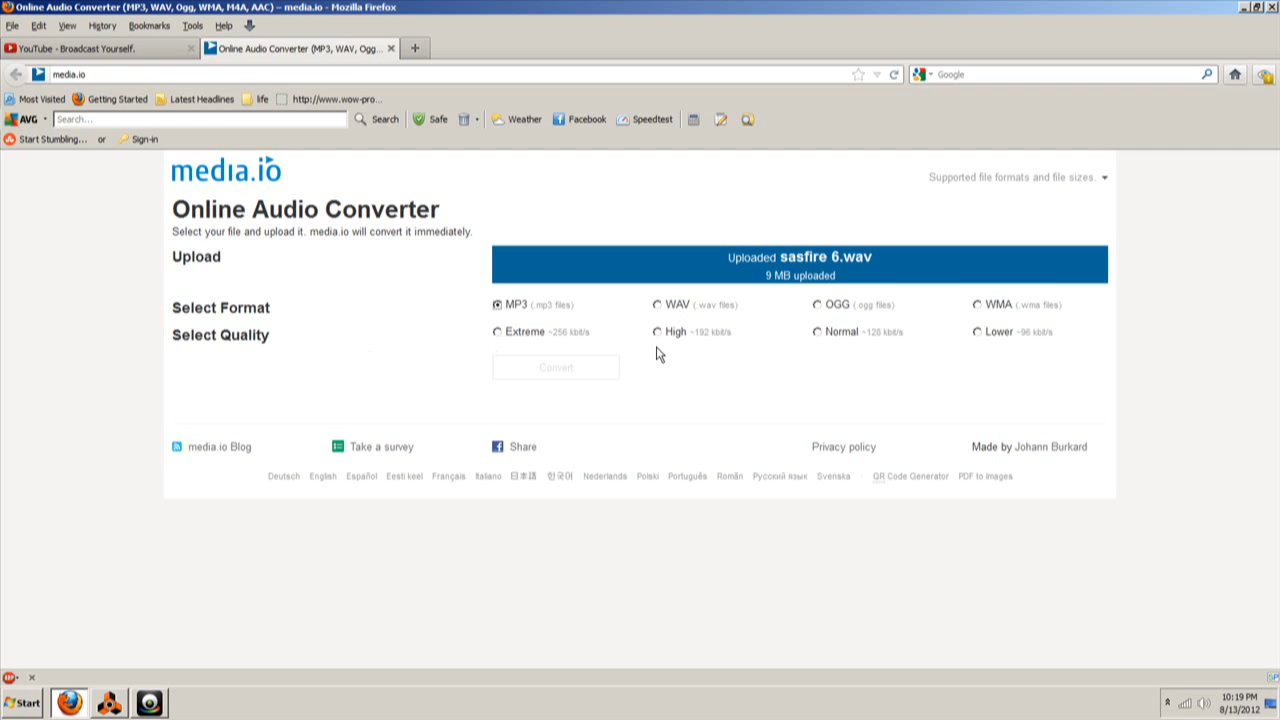 Online Audio Converter (MP3, WAV, Ogg, WMA, M4A, AAC) – media.io - Mozilla Firefox
File Edit View History Bookmarks Tools Help
YouTube - Broadcast Yourself. Online Audio Converter (MP3, WAV, Ogg...
media.io Google
Most Visited Getting Started Latest Headlines life http://www.wow-pro...
AVG Search... Search Safe Weather Facebook Speedtest
Start Stumbling... or Sign-in
media.io
Supported file formats and file sizes.
Online Audio Converter
Select your file and upload it. media.io will convert it immediately.
Upload Uploaded sasfire 6.wav
9 MB uploaded
Select Format MP3 (.mp3 files) WAV (.wav files) OGG (.ogg files) WMA (.wma files)
Select Quality Extreme ~256 kbit/s High ~192 kbit/s Normal ~128 kbit/s Lower ~96 kbit/s
Convert
media.io Blog Take a survey Share Privacy policy Made by Johann Burkard
Deutsch English Español Eesti keel Français Italiano 日本語 한국어 Nederlands Polski Português Român Русский язык Svenska · QR Code Generator PDF to Images
ABP
Start 10:19 PM
8/13/2012